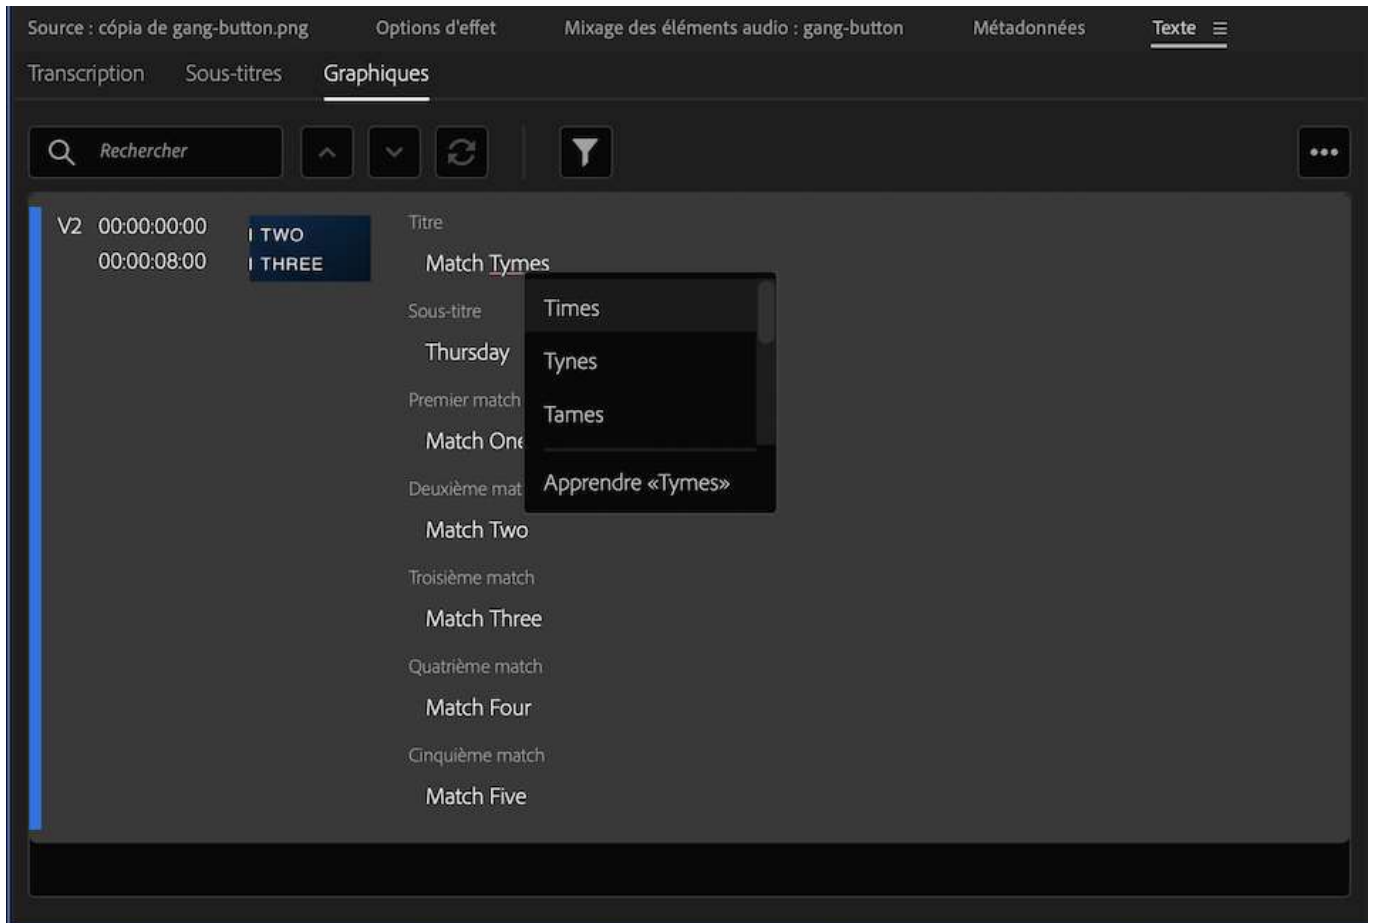 Source : cópia de gang-button.png Options d'effet Mixage des éléments audio : gang-button Métadonnées Texte
Transcription Sous-titres Graphiques
Rechercher
V2 00:00:00:00
00:00:08:00
I TWO
I THREE
Titre
Match Tymes
Sous-titre
Thursday
Premier match
Match One
Deuxième mat
Match Two
Troisième match
Match Three
Quatrième match
Match Four
Cinquième match
Match Five
Times
Tynes
Tames
Apprendre «Tymes»